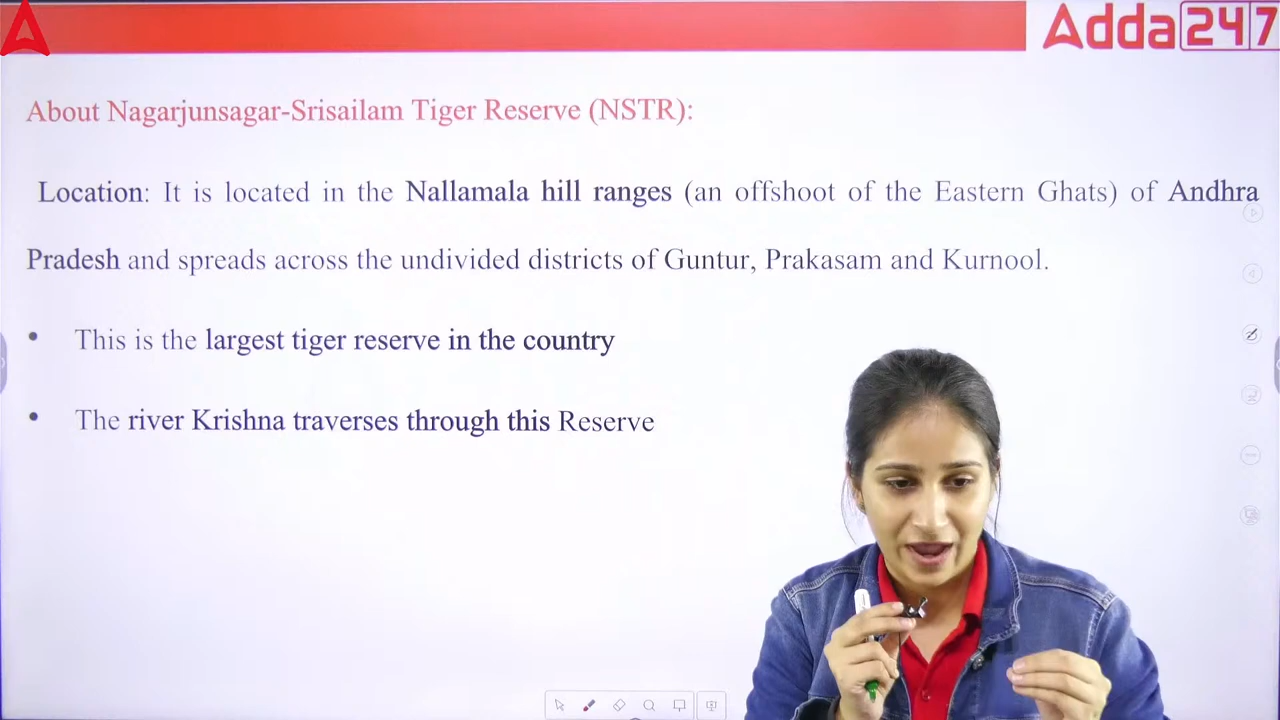 Adda247
About Nagarjunsagar-Srisailam Tiger Reserve (NSTR):
Location: It is located in the Nallamala hill ranges (an offshoot of the Eastern Ghats) of Andhra
Pradesh and spreads across the undivided districts of Guntur, Prakasam and Kurnool.
• This is the largest tiger reserve in the country
• The river Krishna traverses through this Reserve